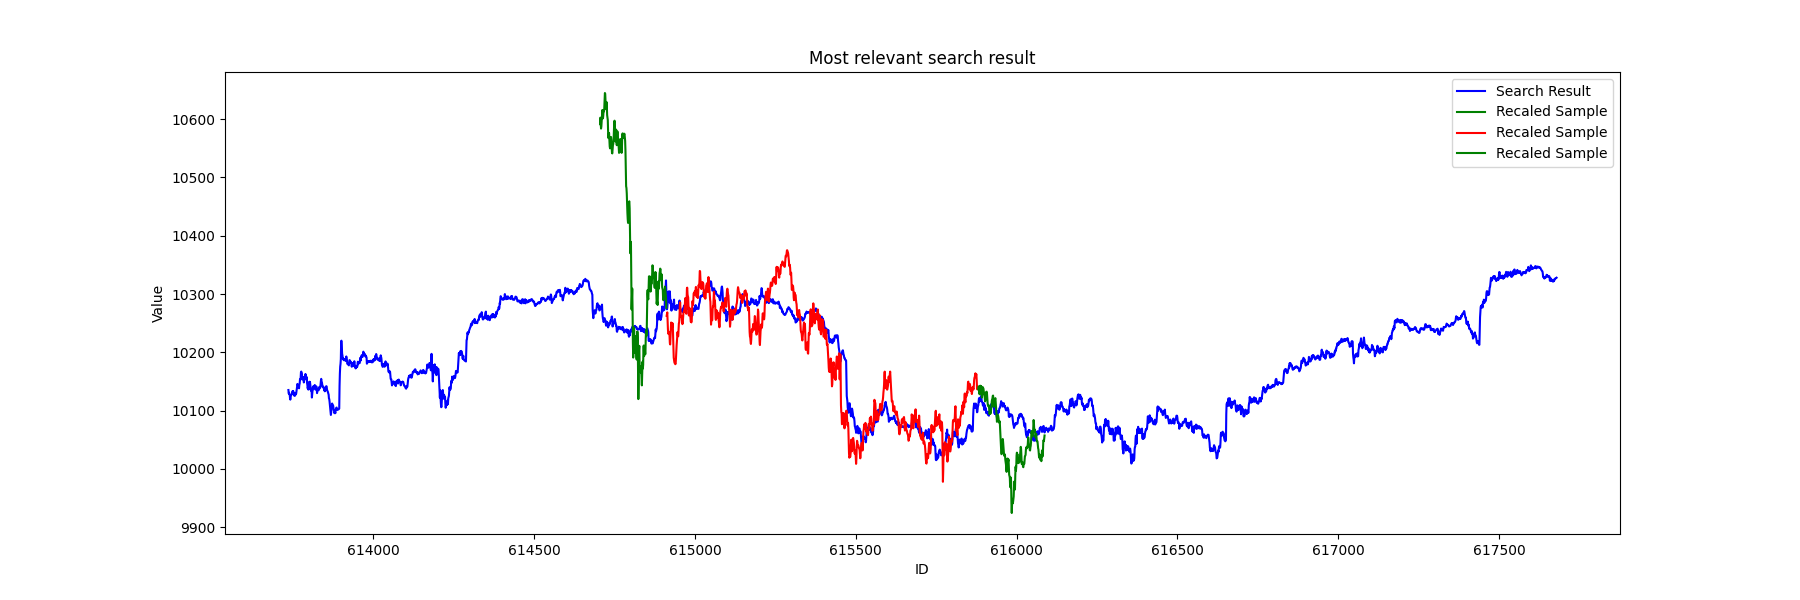 Most relevant search result
Search Result
Recaled Sample
Recaled Sample
Recaled Sample
Value
10600
10500
10400
10300
10200
10100
10000
9900
614000 614500 615000 615500 616000 616500 617000 617500
ID